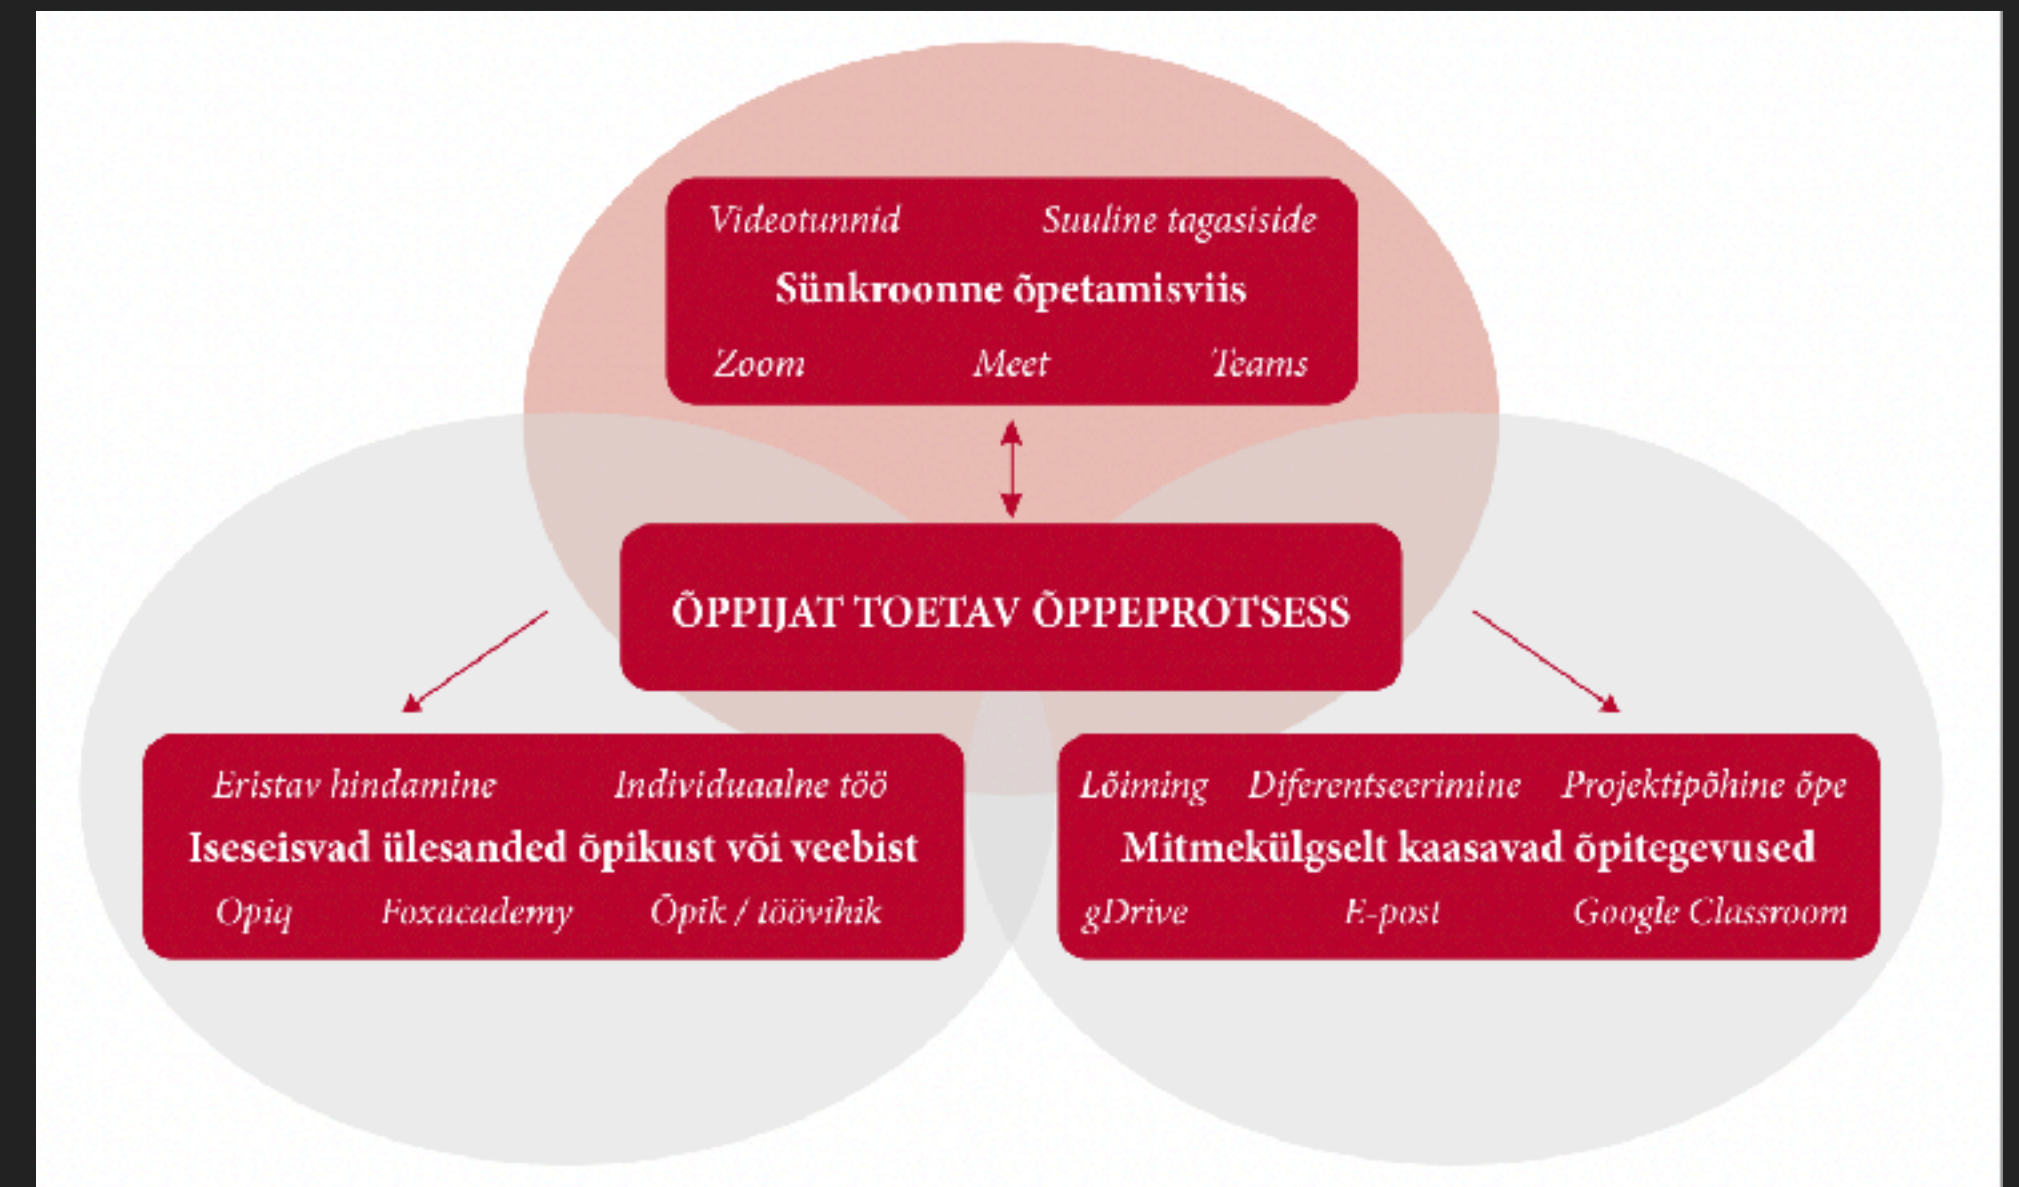 Videotunnid Suuline tagasiside
Sünkroonne õpetamisviis
Zoom Meet Teams
ÕPPIJAT TOETAV ÕPPEPROTSESS
Eristav hindamine Individuaalne töö
Iseseisvad ülesanded õpikust või veebist
Opiq Foxacademy Õpik / töövihik
Lõiming Diferentseerimine Projektipõhine õpe
Mitmekülgselt kaasavad õpitegevused
gDrive E-post Google Classroom